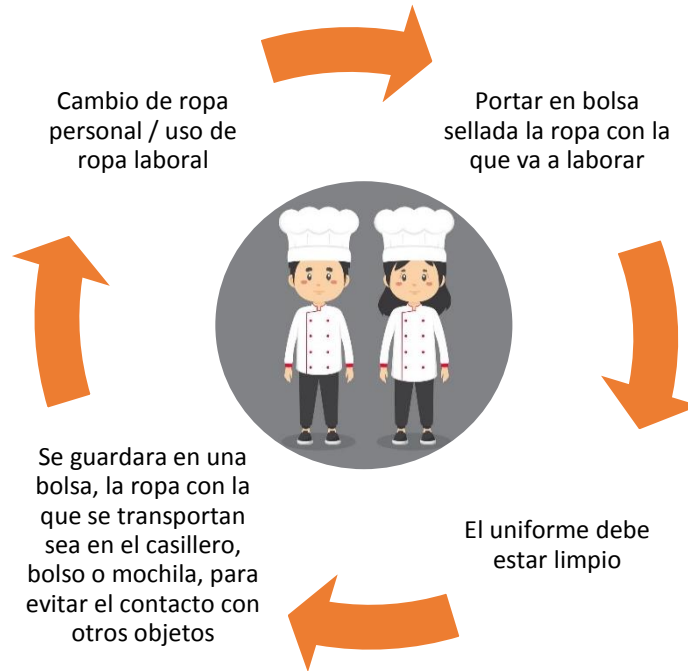 Cambio de ropa
personal / uso de
ropa laboral
Portar en bolsa
sellada la ropa con la
que va a laborar
El uniforme debe
estar limpio
Se guardara en una
bolsa, la ropa con la
que se transportan
sea en el casillero,
bolso o mochila, para
evitar el contacto con
otros objetos